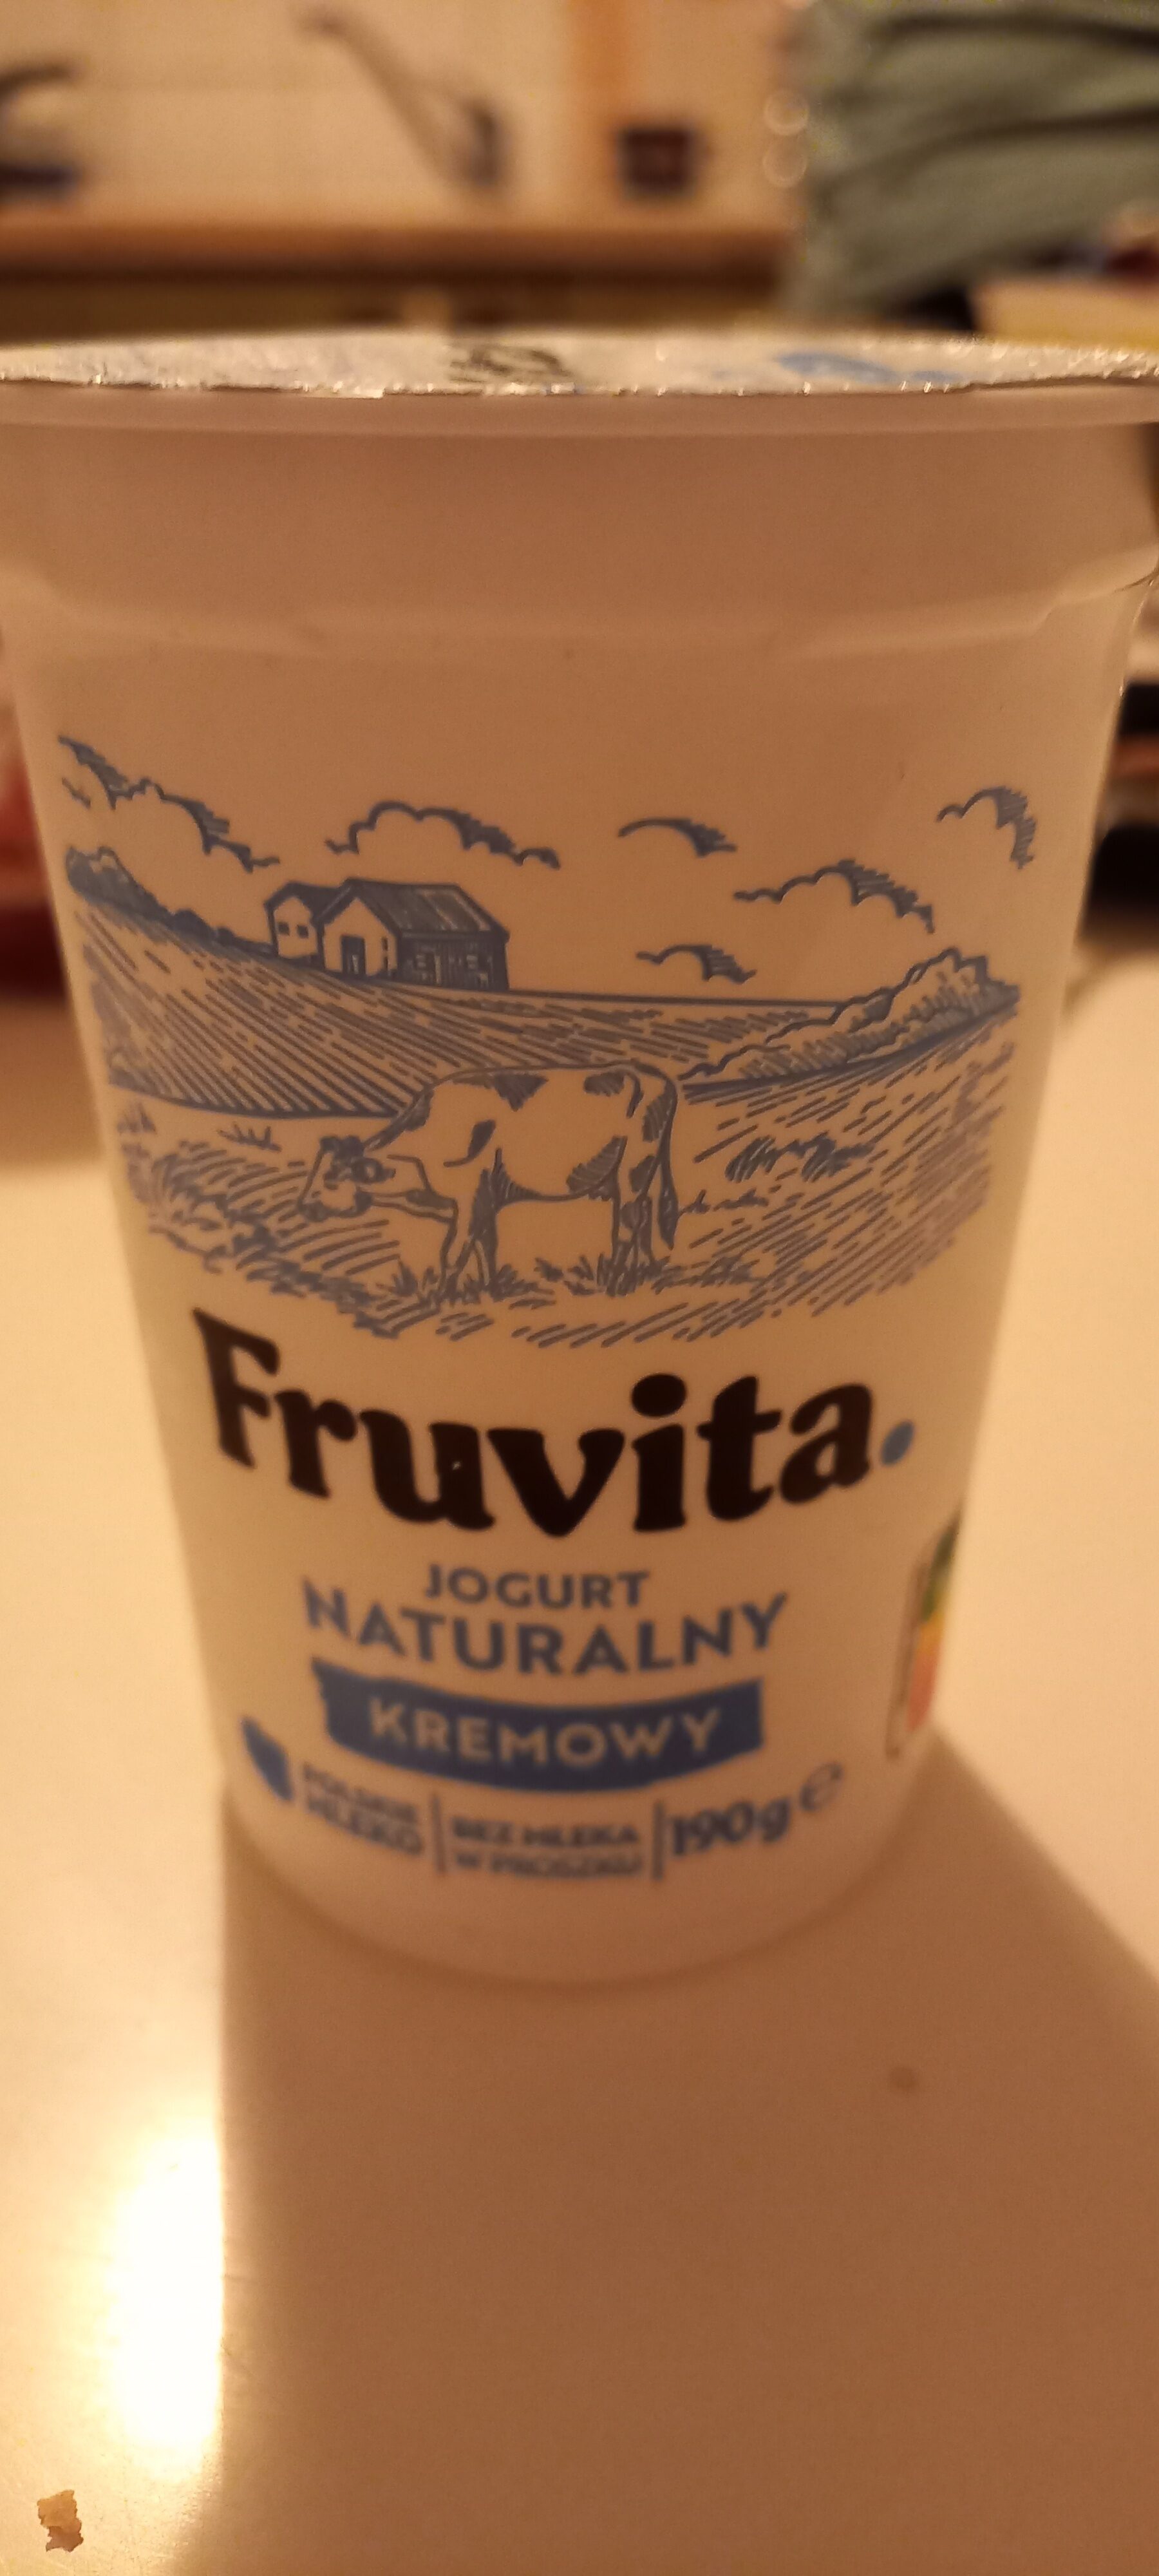 Fruvita.
JOGURT
NATURALNY
KREMOWY
POLSKIE
MLEKO
BEZ MLEKA
W PROSZKU
190g ℮